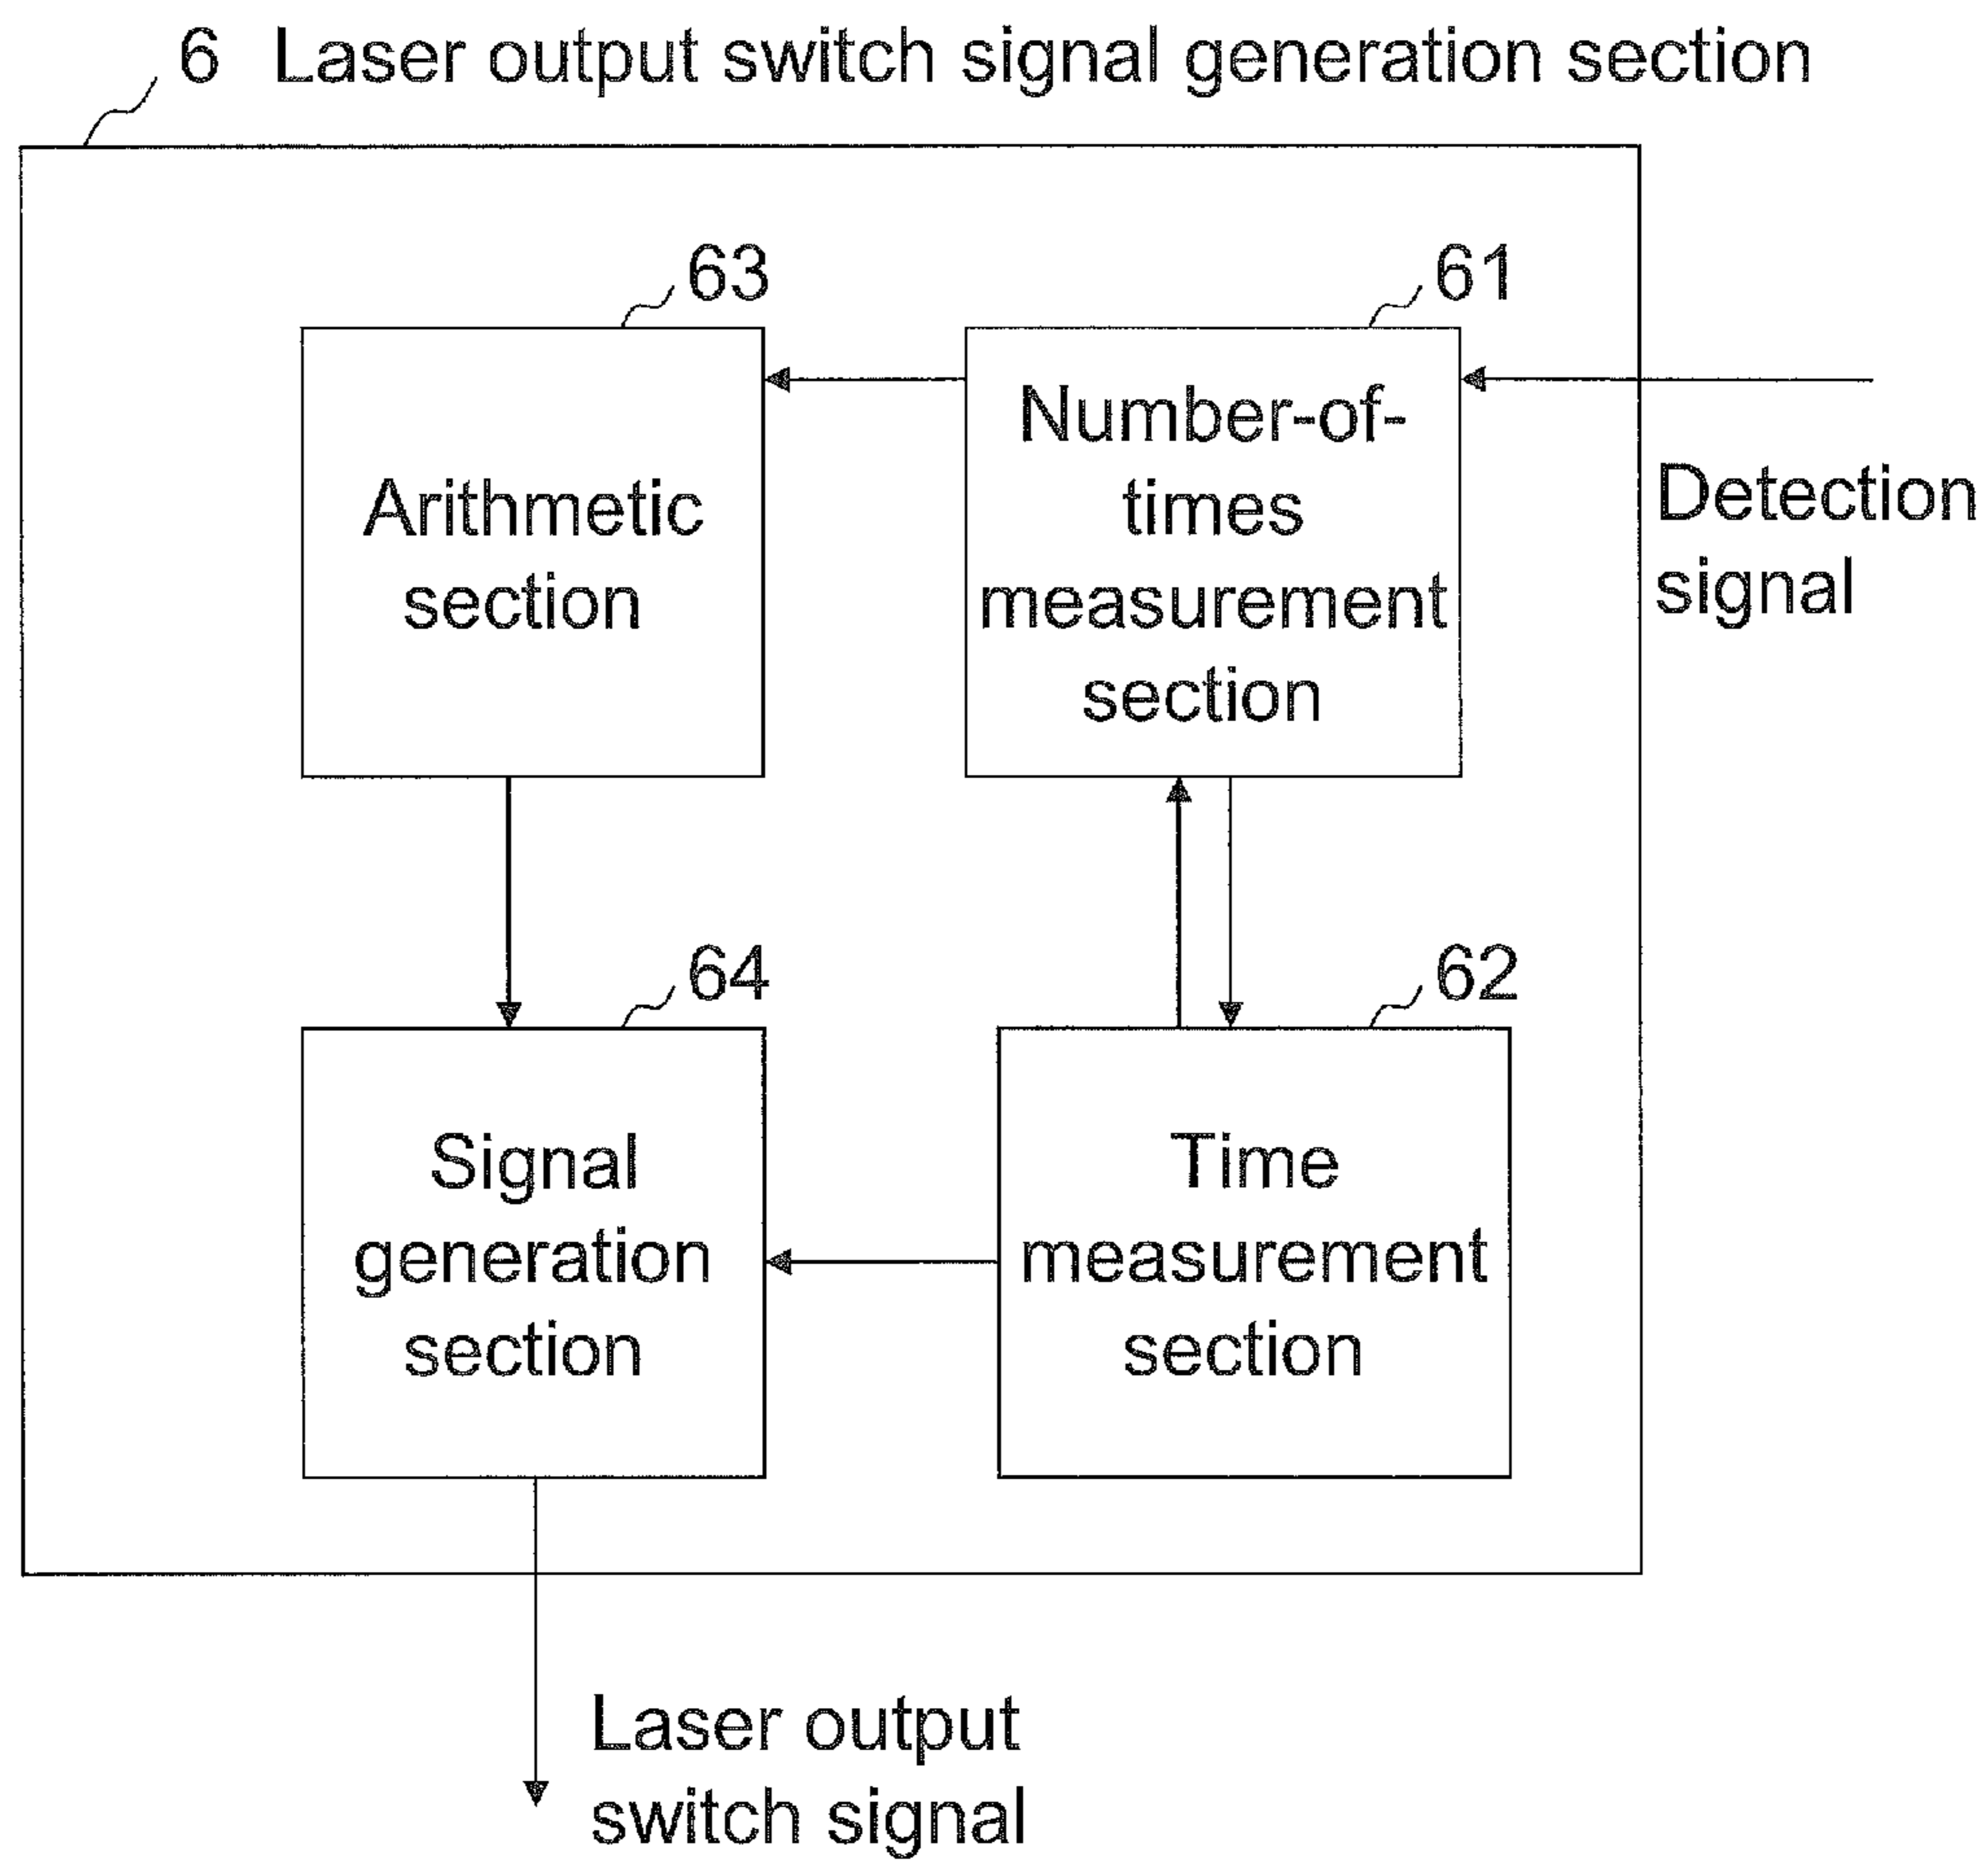 6 Laser output switch signal generation section
63
Arithmetic
section
61
Number-of-
times
measurement
section
Detection
signal
64
Signal
generation
section
62
Time
measurement
section
Laser output
switch signal